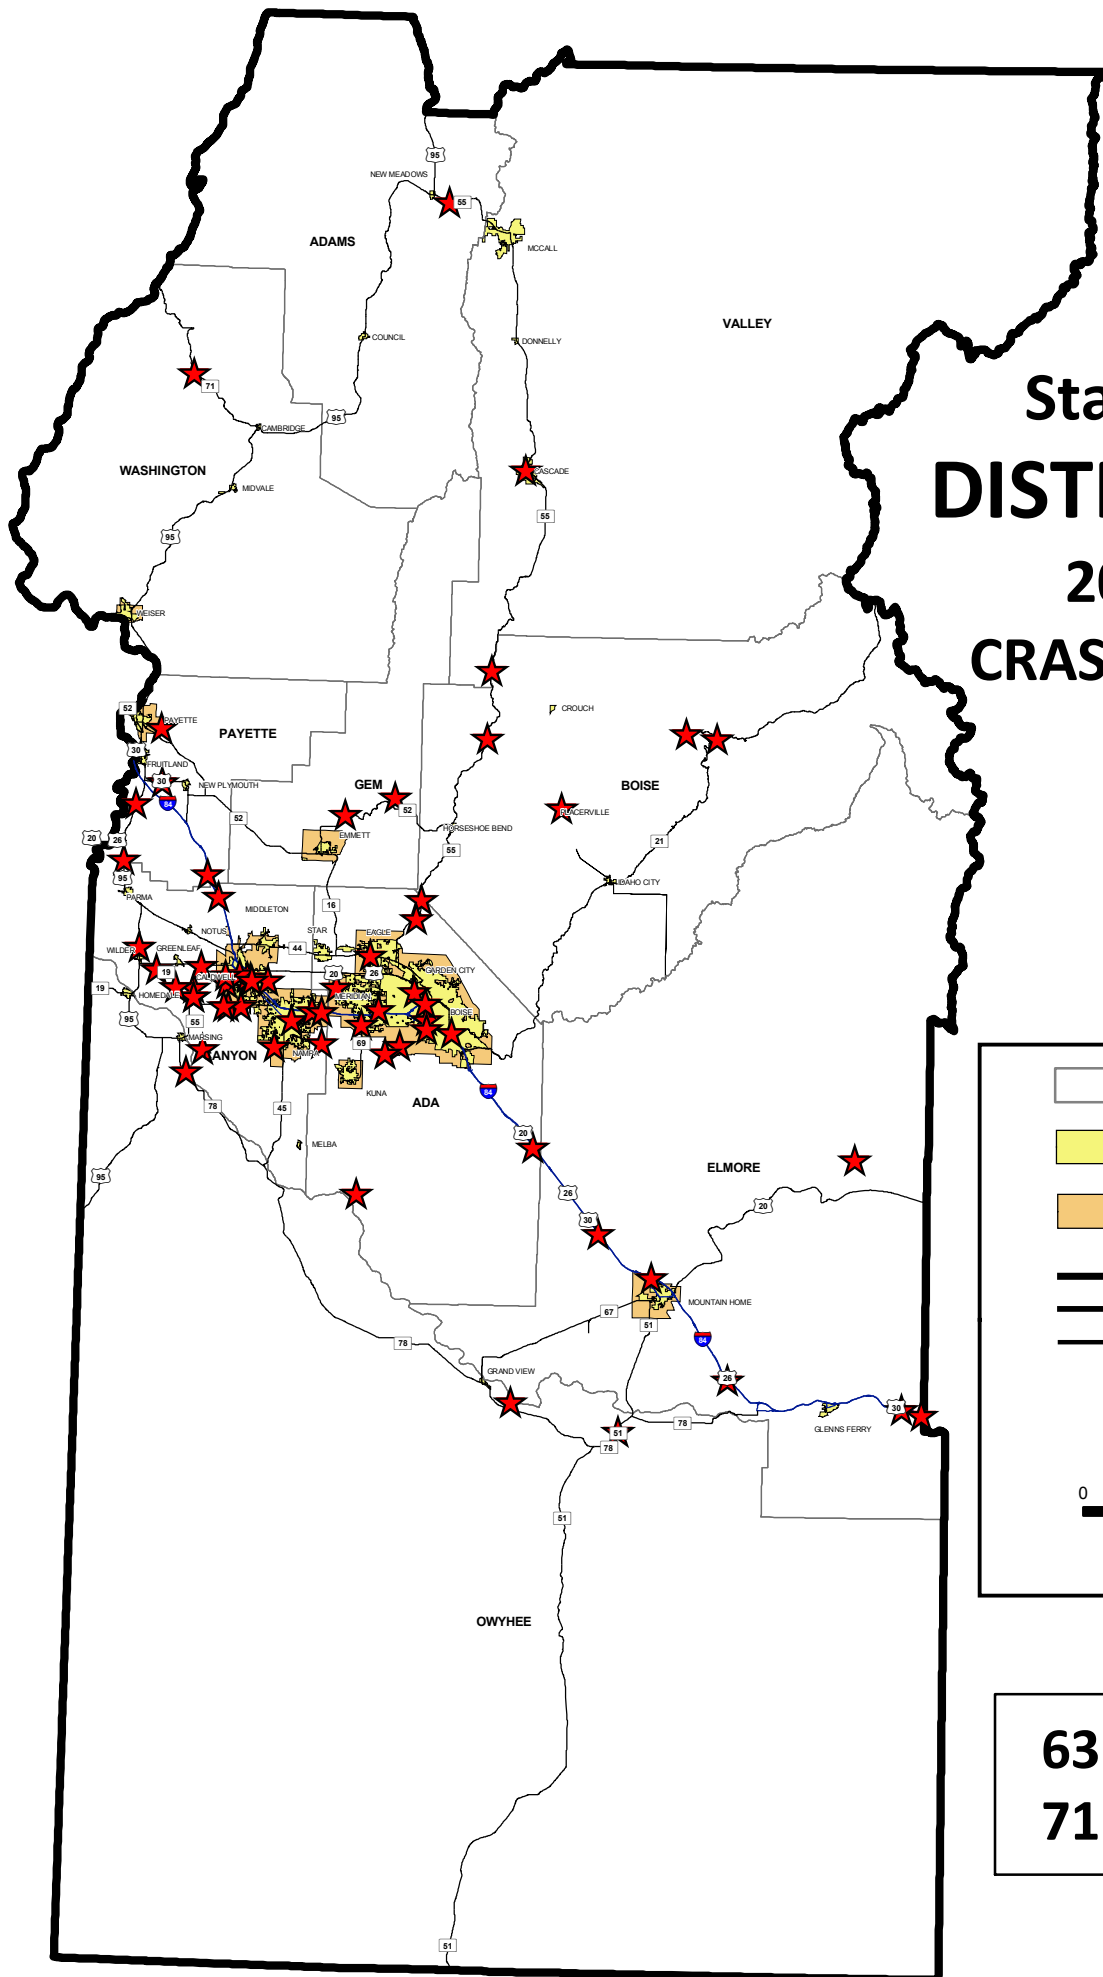 95
NEW MEADOWS
55
ADAMS
MCCALL
VALLEY
COUNCIL
DONNELLY
71
95
CAMBRIDGE
WASHINGTON
CASCADE
MIDVALE
55
95
WEISER
Sta
DISTI
20
CRAS
52
PAYETTE
PAYETTE
CROUCH
30
FRUITLAND
30
NEW PLYMOUTH
GEM
BOISE
84
52
52
PLACERVILLE
EMMETT
HORSESHOE BEND
20
26
55
21
95
IDAHO CITY
PARMA
16
MIDDLETON
NOTUS
STAR
EAGLE
WILDER
GREENLEAF
44
19
CALDWELL
20
26
GARDEN CITY
19
HOMEDALE
MERIDIAN
BOISE
95
55
MARSING
69
NAMPA
ANYON
KUNA
84
78
45
ADA
MELBA
20
95
ELMORE
26
20
30
MOUNTAIN HOME
67
51
84
78
GRAND VIEW
26
30
51
78
GLENNS FERRY
78
0
51
OWYHEE
63
71
51